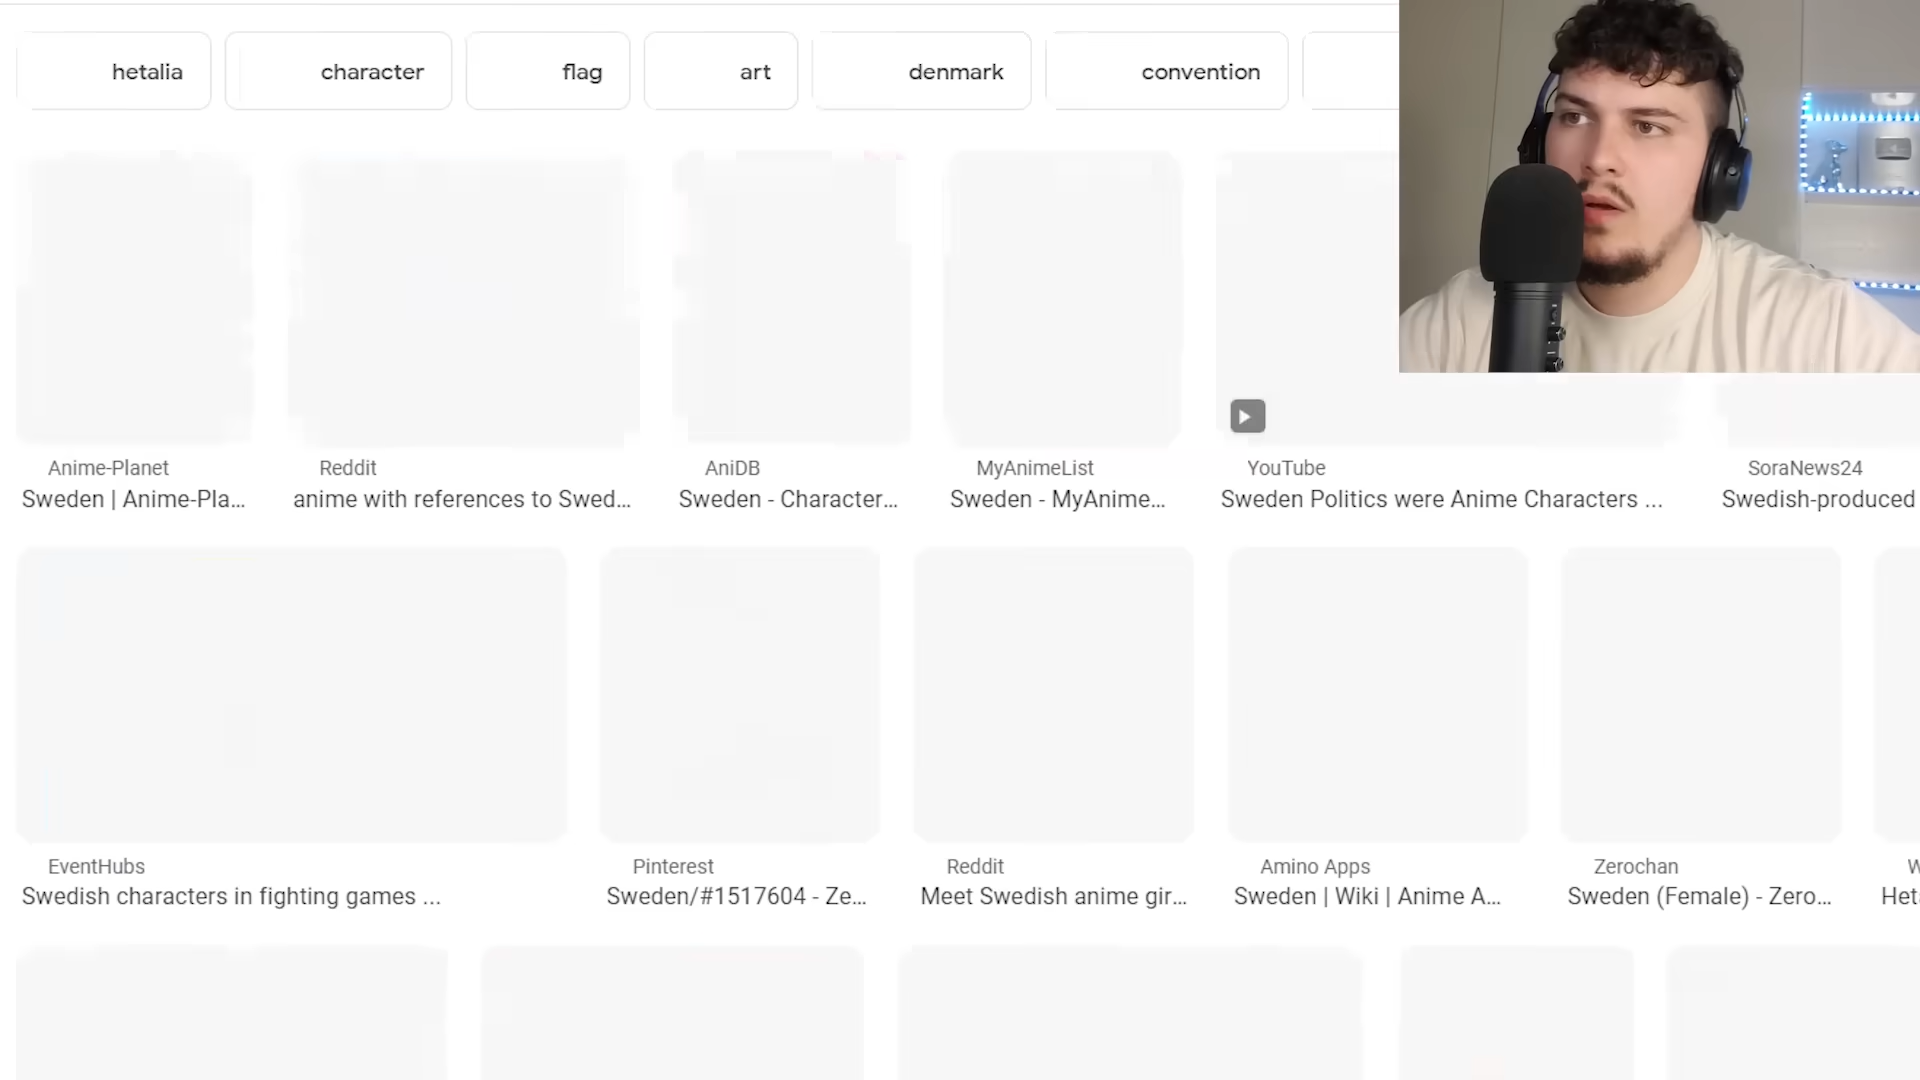 hetalia
character
flag
art
denmark
convention
Anime-Planet
Sweden | Anime-Pla...
Reddit
anime with references to Swed...
AniDB
Sweden - Character...
MyAnimeList
Sweden - MyAnime...
YouTube
Sweden Politics were Anime Characters ...
SoraNews24
Swedish-produced
EventHubs
Swedish characters in fighting games ...
Pinterest
Sweden/#1517604 - Ze...
Reddit
Meet Swedish anime gir...
Amino Apps
Sweden | Wiki | Anime A...
Zerochan
Sweden (Female) - Zero...